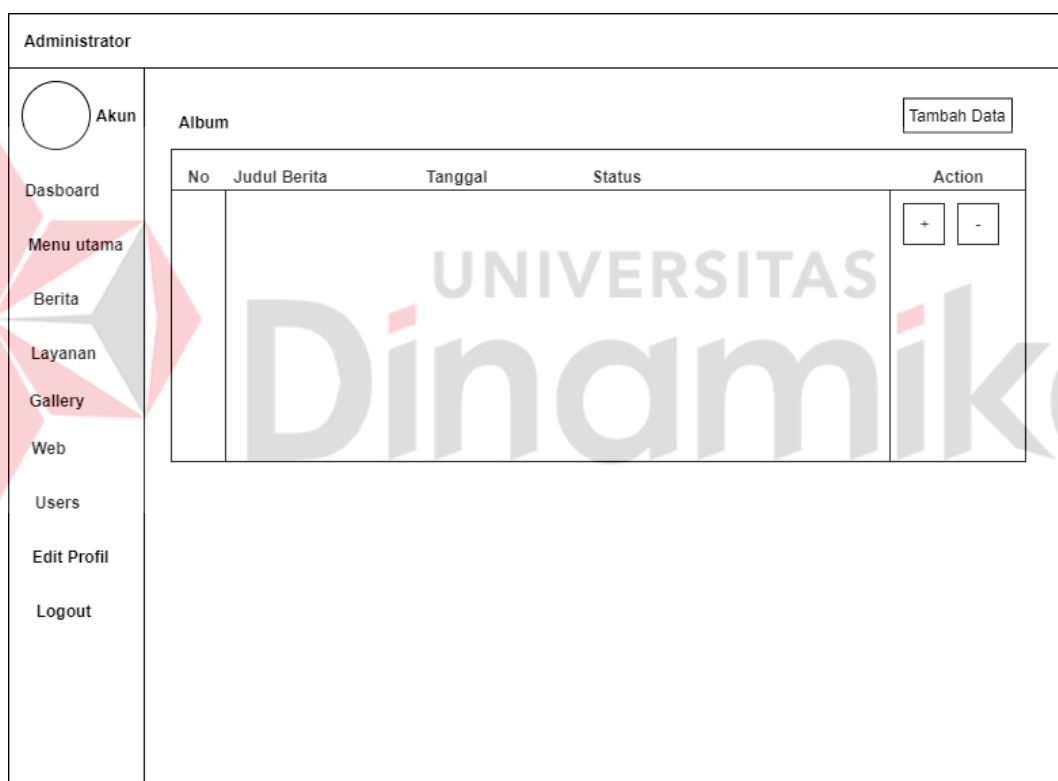 Administrator
Akun
Album
Tambah Data
No Judul Berita Tanggal Status Action
+ -
Dasboard
Menu utama
Berita
Layanan
Gallery
Web
Users
Edit Profil
Logout
UNIVERSITAS
Dinamika